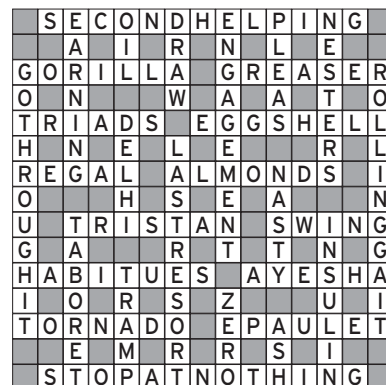 SECONDHELPING
A I R N L E
GORILLA GREASER
O N W A A T O
TRIADS EGGSHELL
H N E L E R L
REGAL ALMONDS I
O H S E A N
U TRISTAN SWING
G A R T T N G
HABITUES AYESHA
I O R S Z U I
TORNADO EPAULET
E M R R S I
STOPATNOTHING